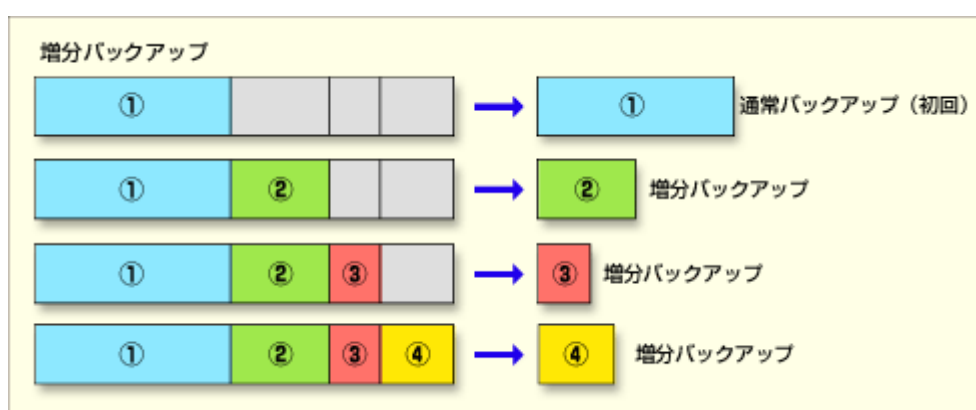 増分バックアップ
① ① 通常バックアップ（初回）
① ② ② 増分バックアップ
① ② ③ ③ 増分バックアップ
① ② ③ ④ ④ 増分バックアップ